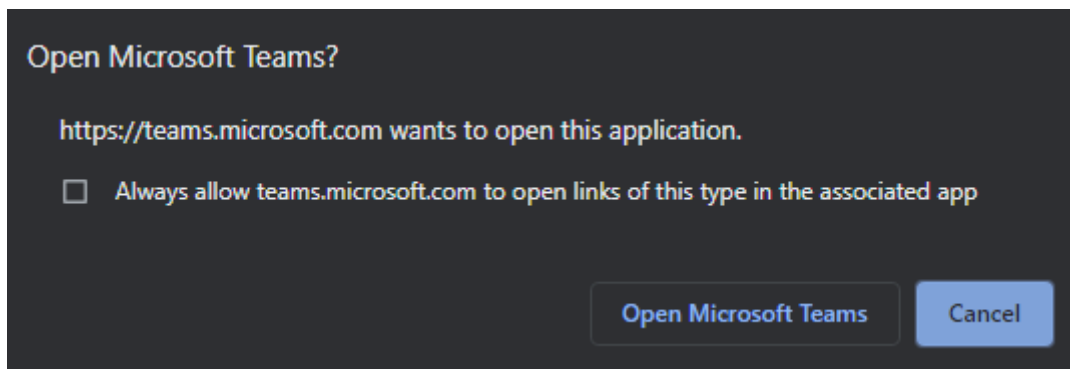 Open Microsoft Teams?
https://teams.microsoft.com wants to open this application.
Always allow teams.microsoft.com to open links of this type in the associated app
Open Microsoft Teams Cancel